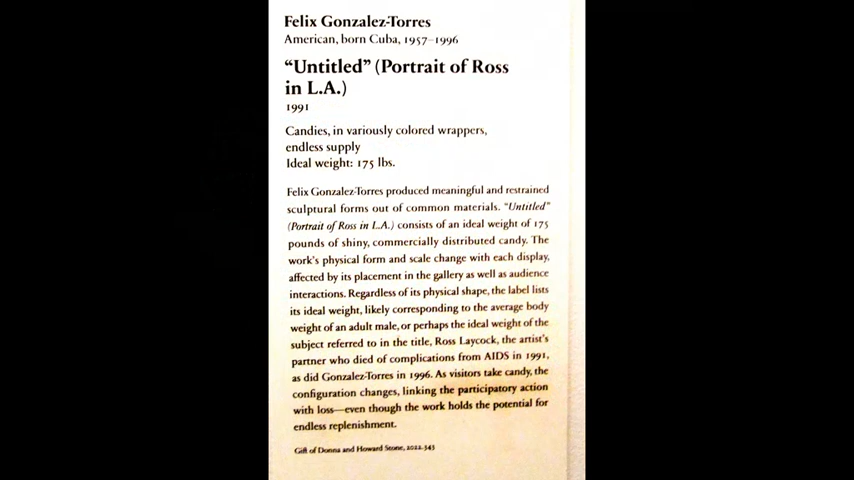 Felix Gonzalez-Torres
American, born Cuba, 1957–1996
“Untitled” (Portrait of Ross
in L.A.)
1991
Candies, in variously colored wrappers,
endless supply
Ideal weight: 175 lbs.
Felix Gonzalez-Torres produced meaningful and restrained
sculptural forms out of common materials. “Untitled”
(Portrait of Ross in L.A.) consists of an ideal weight of 175
pounds of shiny, commercially distributed candy. The
work’s physical form and scale change with each display,
affected by its placement in the gallery as well as audience
interactions. Regardless of its physical shape, the label lists
its ideal weight, likely corresponding to the average body
weight of an adult male, or perhaps the ideal weight of the
subject referred to in the title, Ross Laycock, the artist’s
partner who died of complications from AIDS in 1991,
as did Gonzalez-Torres in 1996. As visitors take candy, the
configuration changes, linking the participatory action
with loss—even though the work holds the potential for
endless replenishment.
Gift of Donna and Howard Stone, 2022.343